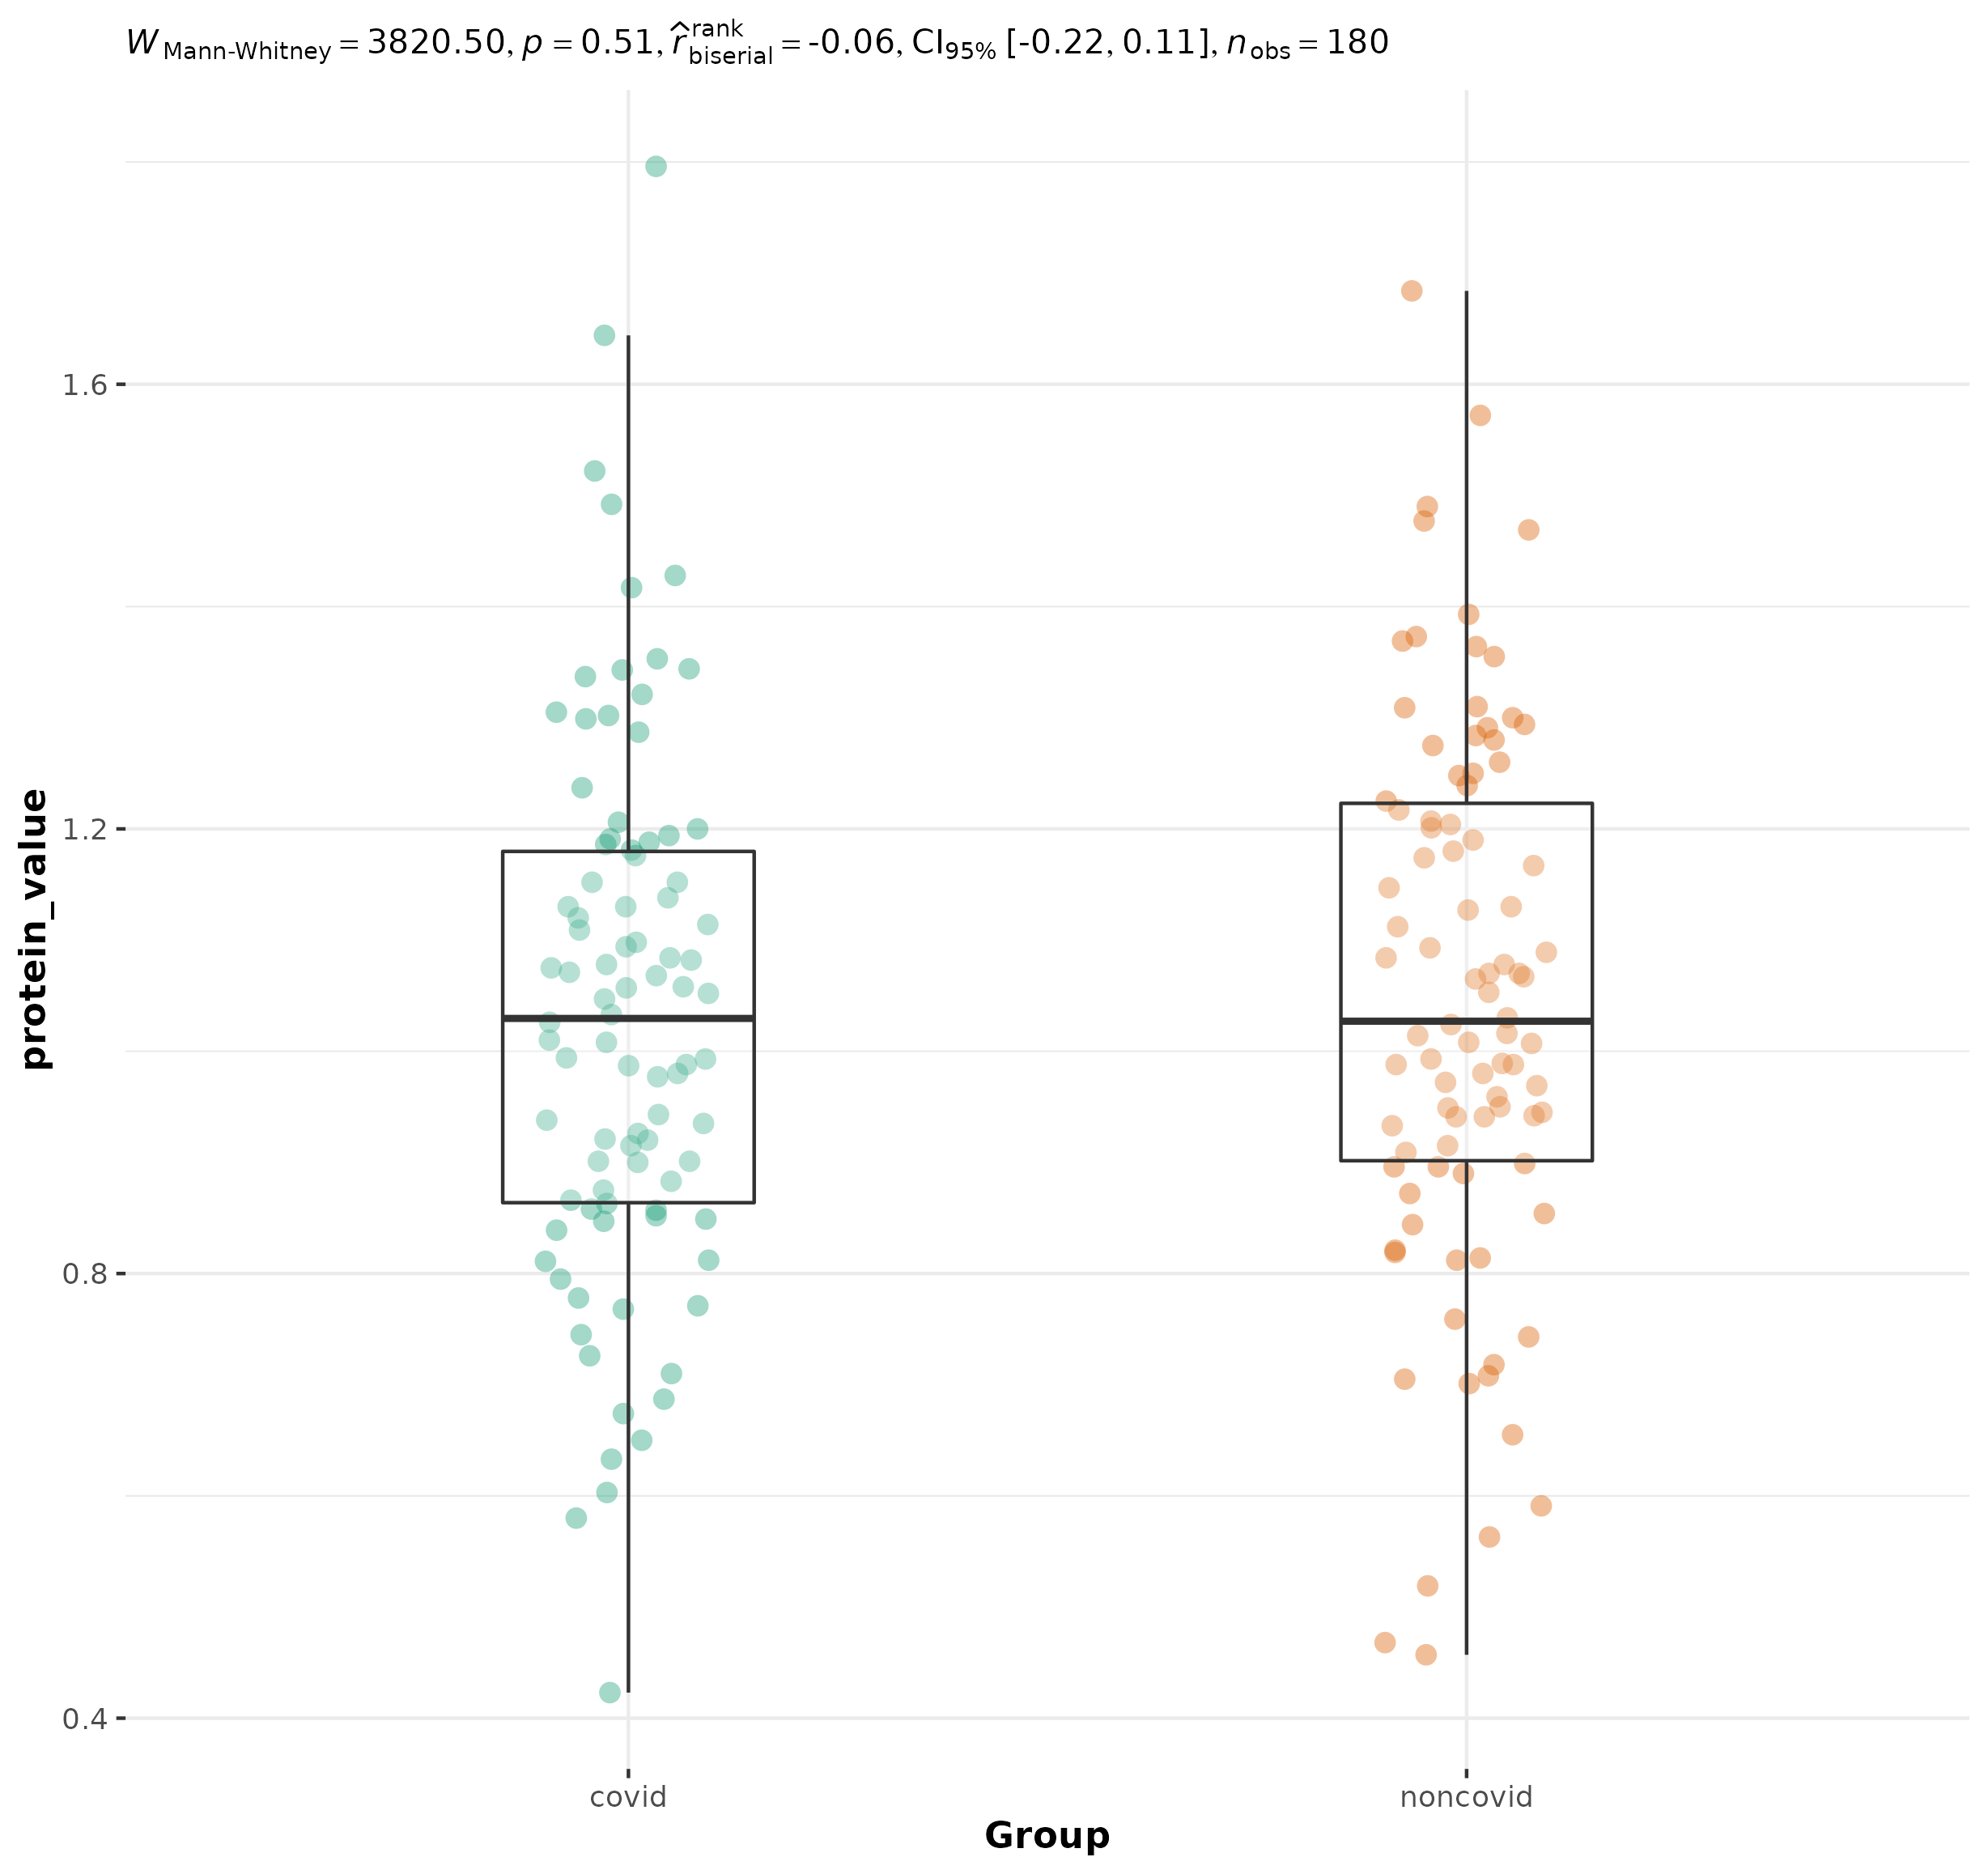 W Mann-Whitney = 3820.50, p = 0.51, r̂ rank biserial = -0.06, CI95% [-0.22, 0.11], nobs = 180
protein_value
1.6
1.2
0.8
0.4
covid noncovid
Group